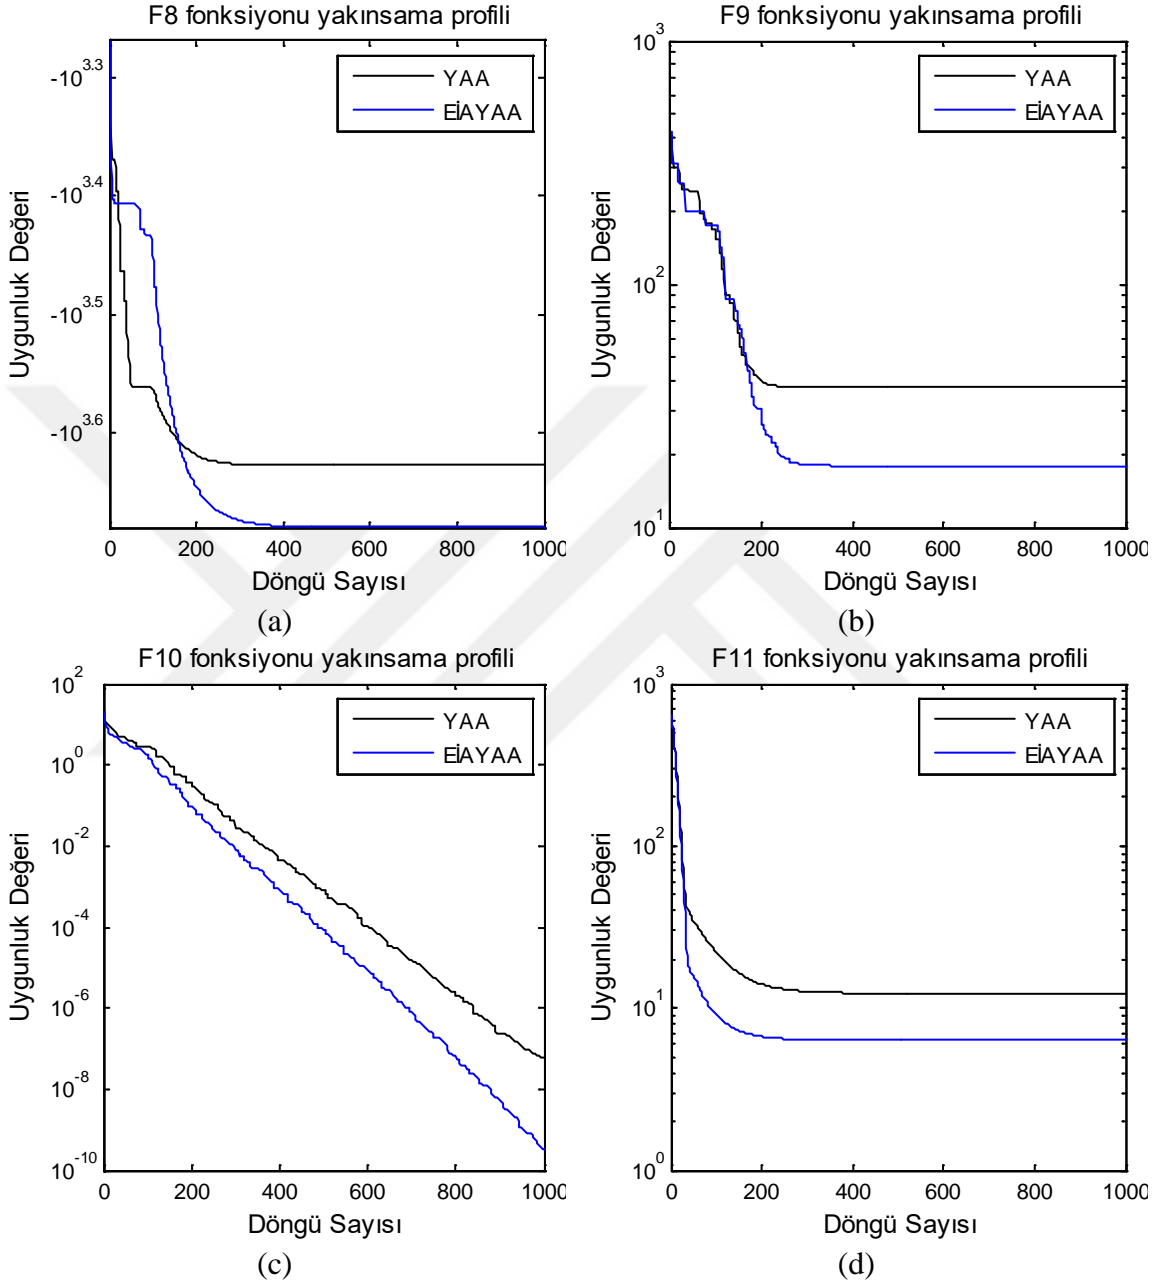 F8 fonksiyonu yakınsama profili
-10^3.3
-10^3.4
-10^3.5
-10^3.6
Uygunluk Değeri
YAA
EİAYAA
0 200 400 600 800 1000
Döngü Sayısı
(a)
F9 fonksiyonu yakınsama profili
10^3
10^2
10^1
Uygunluk Değeri
YAA
EİAYAA
0 200 400 600 800 1000
Döngü Sayısı
(b)
F10 fonksiyonu yakınsama profili
10^2
10^0
10^-2
10^-4
10^-6
10^-8
10^-10
Uygunluk Değeri
YAA
EİAYAA
0 200 400 600 800 1000
Döngü Sayısı
(c)
F11 fonksiyonu yakınsama profili
10^3
10^2
10^1
10^0
Uygunluk Değeri
YAA
EİAYAA
0 200 400 600 800 1000
Döngü Sayısı
(d)